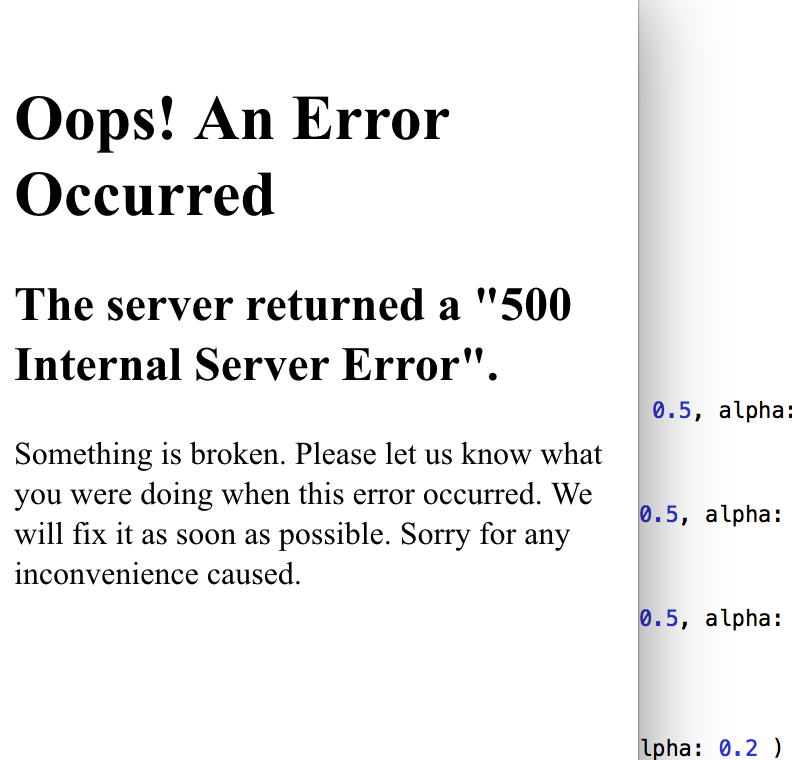 Oops! An Error
Occurred
The server returned a "500
Internal Server Error".
Something is broken. Please let us know what
you were doing when this error occurred. We
will fix it as soon as possible. Sorry for any
inconvenience caused.
0.5, alpha:
0.5, alpha:
0.5, alpha:
lpha: 0.2 )